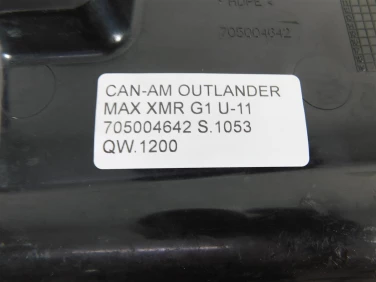 705004642
CAN-AM OUTLANDER
MAX XMR G1 U-11
705004642 S.1053
QW.1200